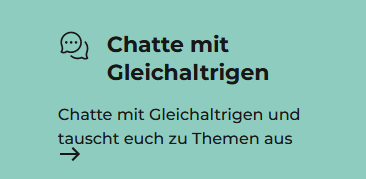 Chatte mit
Gleichaltrigen
Chatte mit Gleichaltrigen und
tauscht euch zu Themen aus